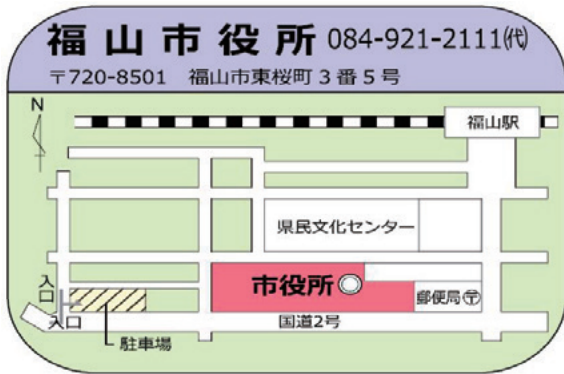 福山市役所 084-921-2111㈹
〒720-8501 福山市東桜町3番5号
N
福山駅
県民文化センター
市役所◎
郵便局〶
入口
入口
国道2号
駐車場